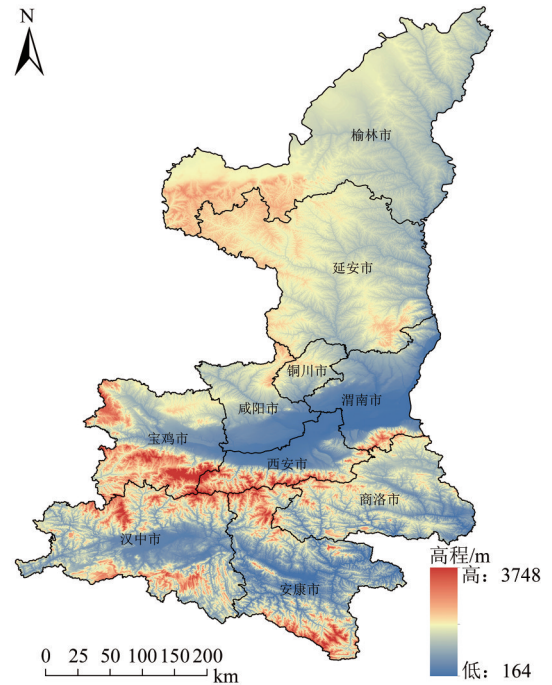 N
榆林市
延安市
铜川市
咸阳市
渭南市
宝鸡市
西安市
商洛市
汉中市
安康市
高程/m
高：3748
低：164
0 25 50 100 150 200
km